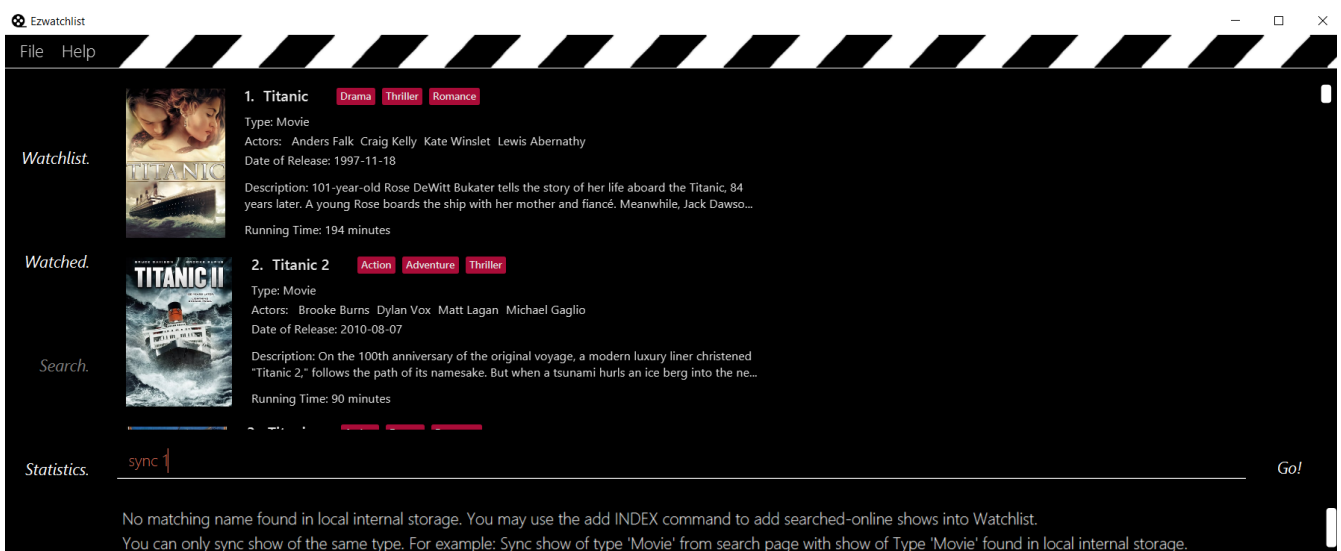 Ezwatchlist
File Help
Watchlist.
Watched.
Search.
Statistics.
TITANIC
1. Titanic Drama Thriller Romance
Type: Movie
Actors: Anders Falk Craig Kelly Kate Winslet Lewis Abernathy
Date of Release: 1997-11-18
Description: 101-year-old Rose DeWitt Bukater tells the story of her life aboard the Titanic, 84
years later. A young Rose boards the ship with her mother and fiancé. Meanwhile, Jack Dawso...
Running Time: 194 minutes
TITANIC II
2. Titanic 2 Action Adventure Thriller
Type: Movie
Actors: Brooke Burns Dylan Vox Matt Lagan Michael Gaglio
Date of Release: 2010-08-07
Description: On the 100th anniversary of the original voyage, a modern luxury liner christened
"Titanic 2," follows the path of its namesake. But when a tsunami hurls an ice berg into the ne...
Running Time: 90 minutes
sync 1
Go!
No matching name found in local internal storage. You may use the add INDEX command to add searched-online shows into Watchlist.
You can only sync show of the same type. For example: Sync show of type 'Movie' from search page with show of Type 'Movie' found in local internal storage.